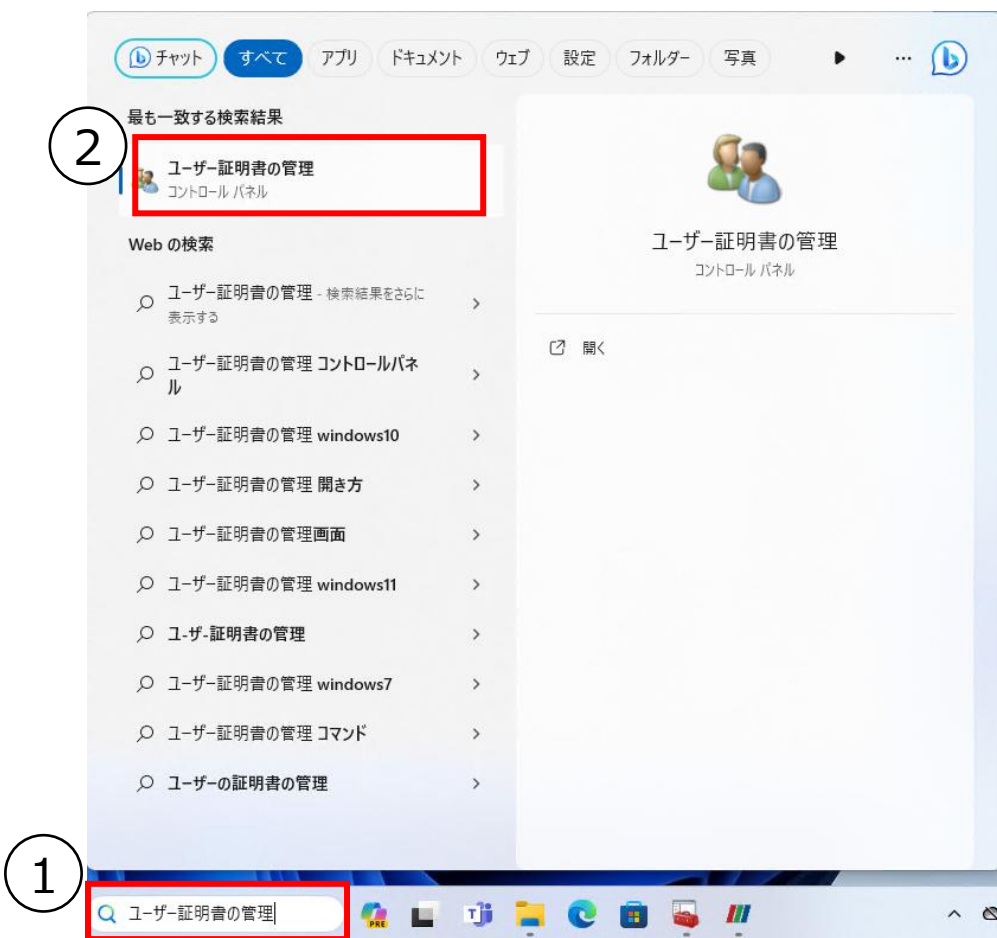 チャット すべて アプリ ドキュメント ウェブ 設定 フォルダー 写真 ...
最も一致する検索結果
②
ユーザー証明書の管理
コントロール パネル
Web の検索
ユーザー証明書の管理 - 検索結果をさらに
表示する
ユーザー証明書の管理 コントロールパネ
ル
ユーザー証明書の管理 windows10
ユーザー証明書の管理 開き方
ユーザー証明書の管理画面
ユーザー証明書の管理 windows11
ユ-ザ-証明書の管理
ユーザー証明書の管理 windows7
ユーザー証明書の管理 コマンド
ユーザーの証明書の管理
ユーザー証明書の管理
コントロール パネル
開く
①
ユーザー証明書の管理
PRE